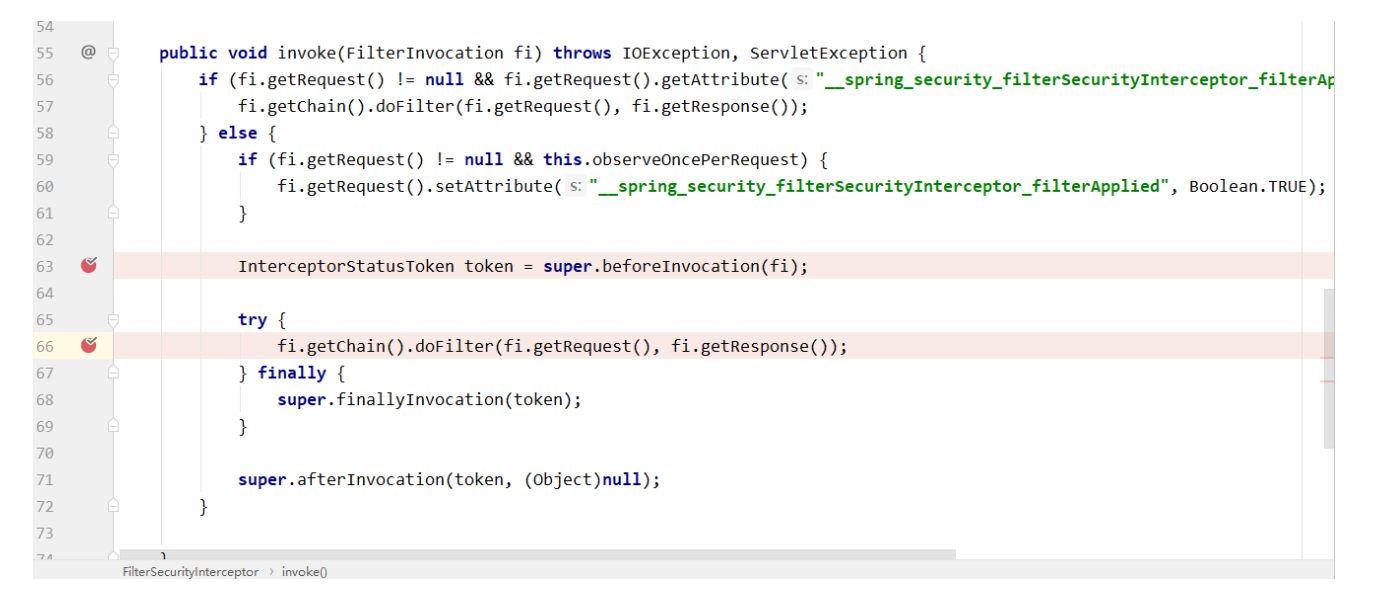 54
55 @ public void invoke(FilterInvocation fi) throws IOException, ServletException {
56 if (fi.getRequest() != null && fi.getRequest().getAttribute( s: "__spring_security_filterSecurityInterceptor_filterAp
57 fi.getChain().doFilter(fi.getRequest(), fi.getResponse());
58 } else {
59 if (fi.getRequest() != null && this.observeOncePerRequest) {
60 fi.getRequest().setAttribute( s: "__spring_security_filterSecurityInterceptor_filterApplied", Boolean.TRUE);
61 }
62
63 InterceptorStatusToken token = super.beforeInvocation(fi);
64
65 try {
66 fi.getChain().doFilter(fi.getRequest(), fi.getResponse());
67 } finally {
68 super.finallyInvocation(token);
69 }
70
71 super.afterInvocation(token, (Object)null);
72 }
73
74 }
FilterSecurityInterceptor › invoke()